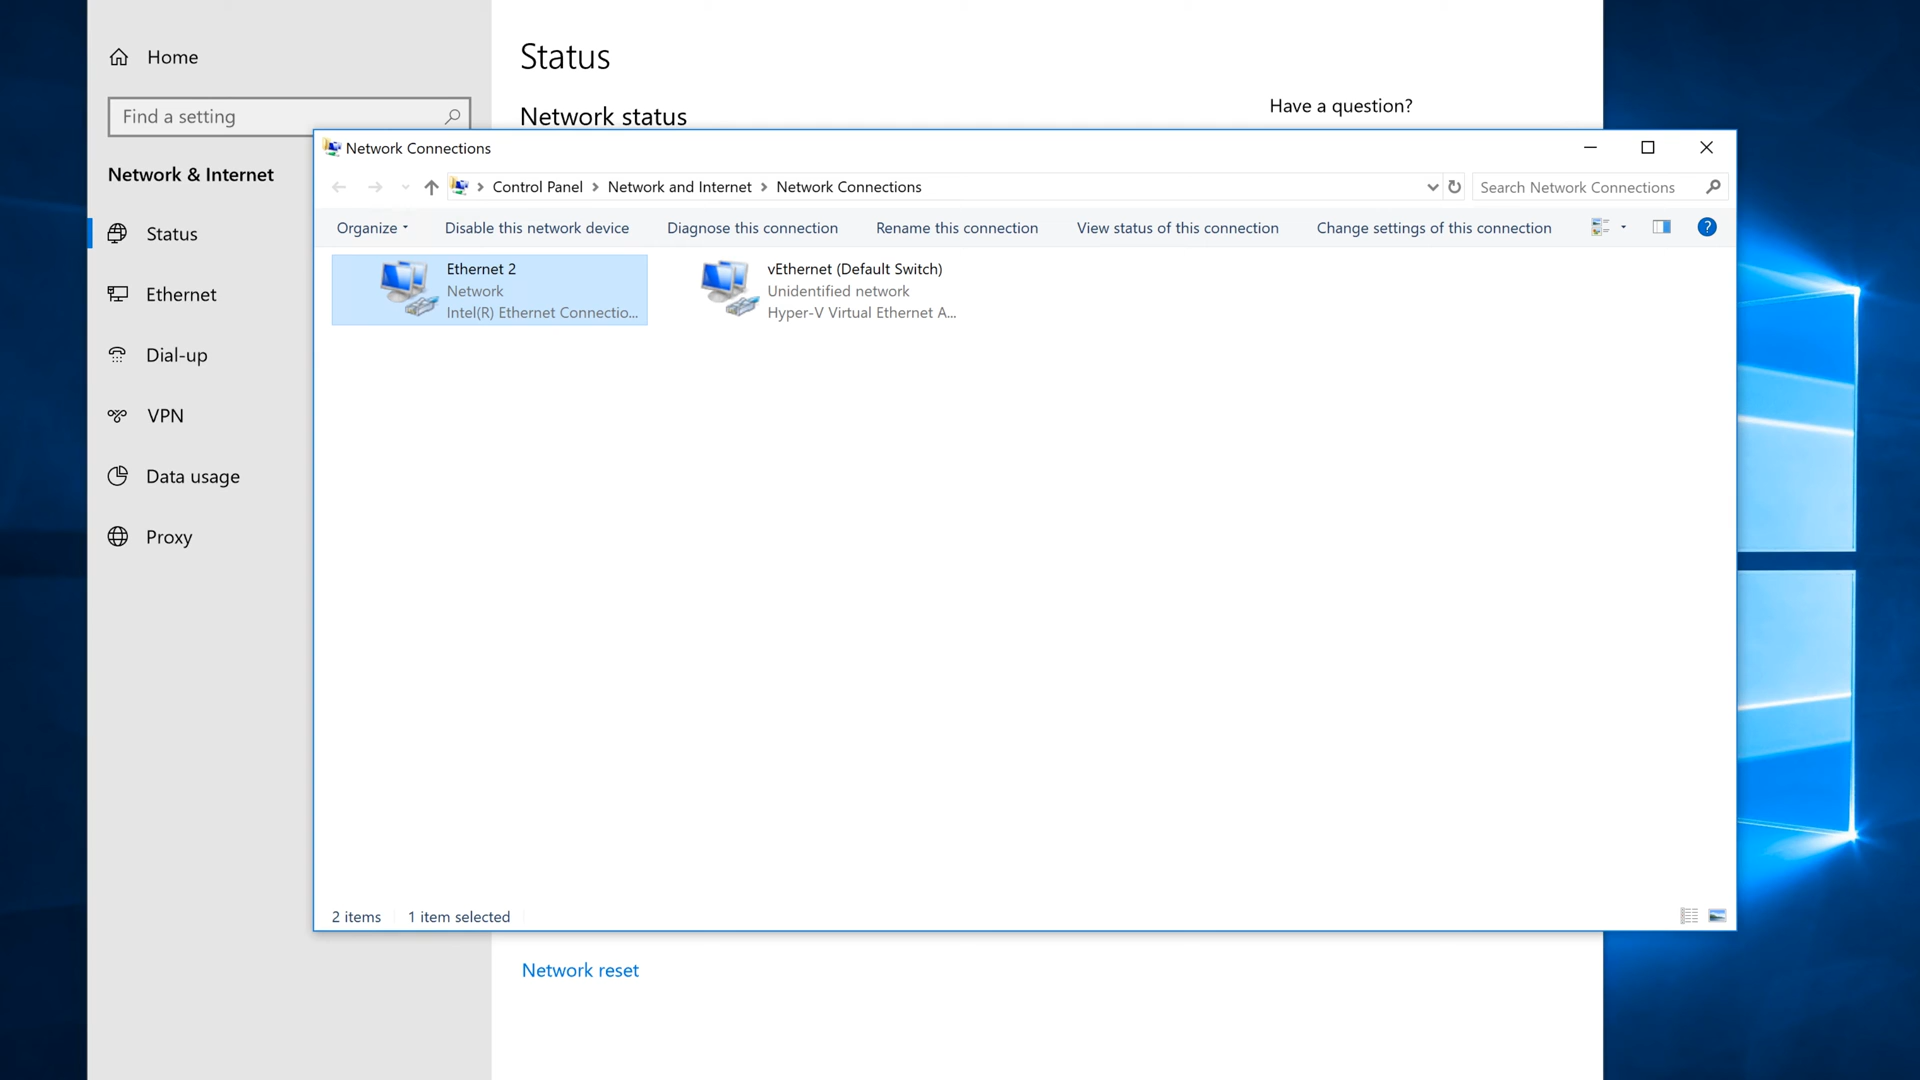 Home
Find a setting
Network & Internet
Status
Ethernet
Dial-up
VPN
Data usage
Proxy
Status
Network status
Have a question?
Network Connections
Control Panel Network and Internet Network Connections
Search Network Connections
Organize Disable this network device Diagnose this connection Rename this connection View status of this connection Change settings of this connection ?
Ethernet 2
Network
Intel(R) Ethernet Connectio...
vEthernet (Default Switch)
Unidentified network
Hyper-V Virtual Ethernet A...
2 items 1 item selected
Network reset